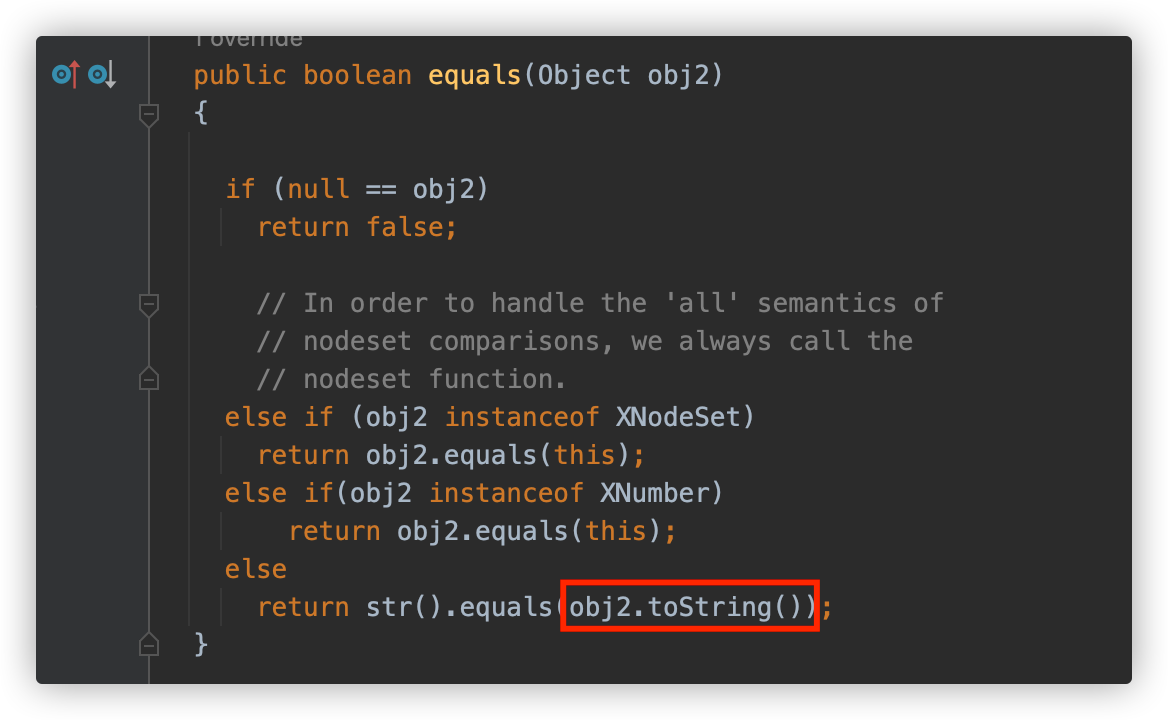 1 override
public boolean equals(Object obj2)
{
if (null == obj2)
return false;
// In order to handle the 'all' semantics of
// nodeset comparisons, we always call the
// nodeset function.
else if (obj2 instanceof XNodeSet)
return obj2.equals(this);
else if(obj2 instanceof XNumber)
return obj2.equals(this);
else
return str().equals(obj2.toString());
}